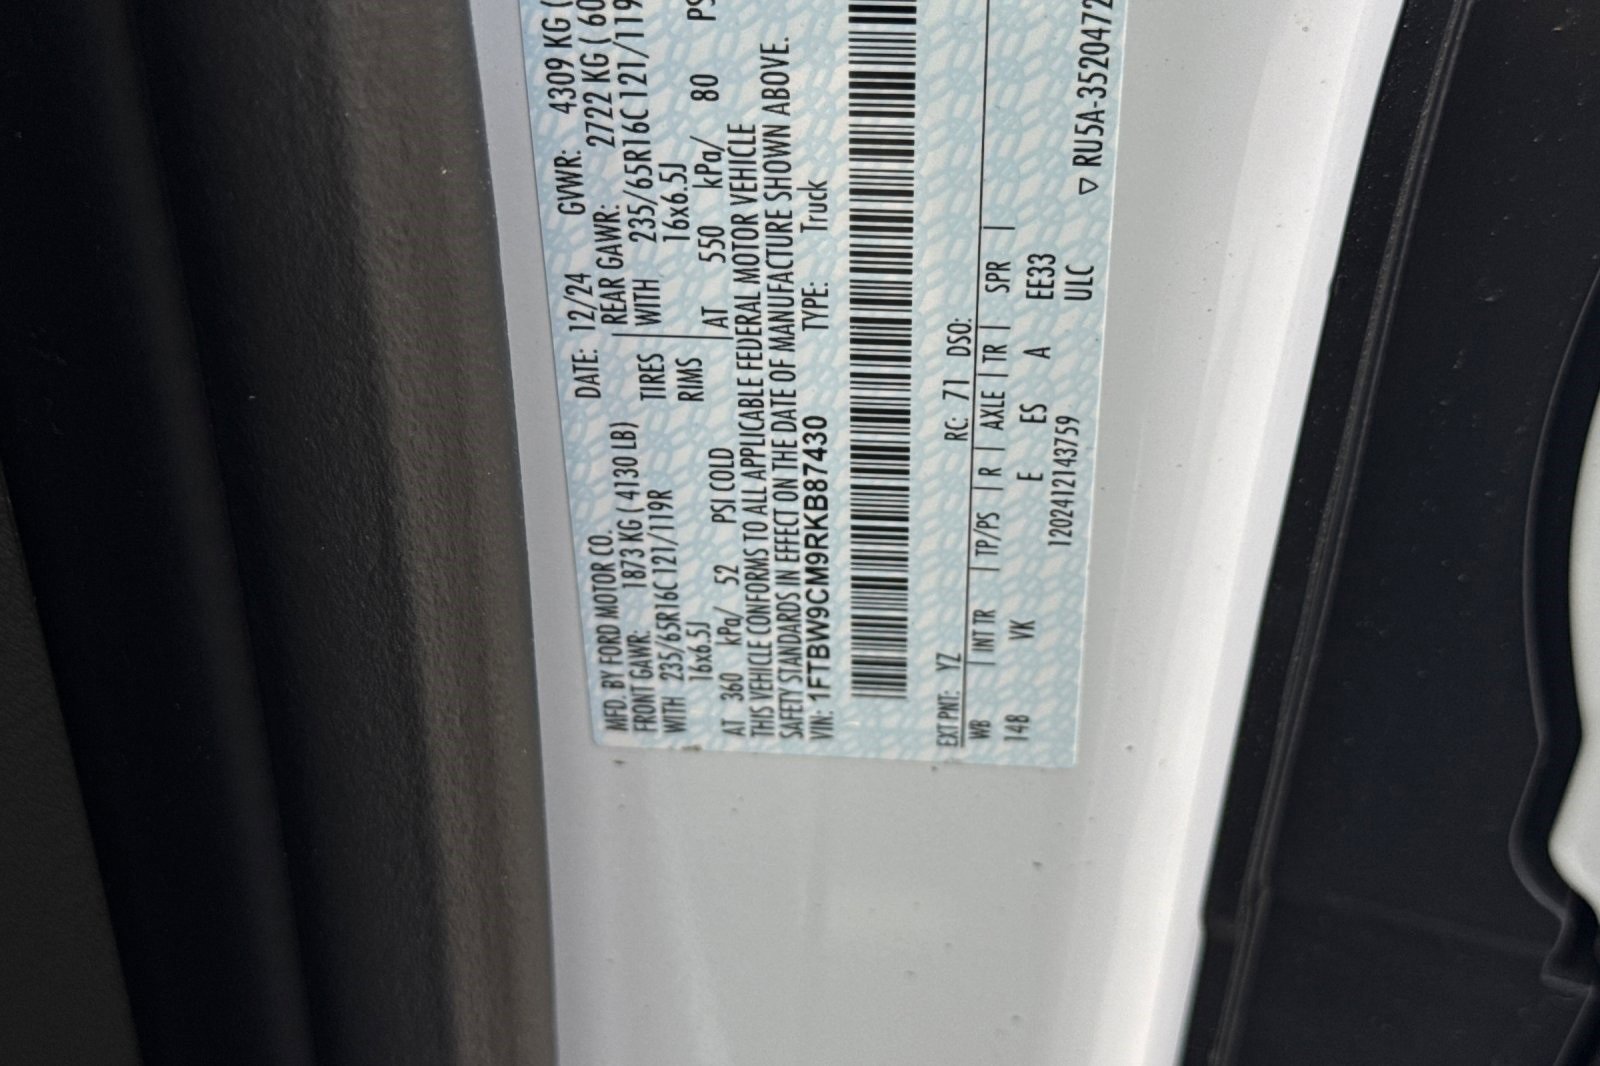 MFD. BY FORD MOTOR CO.
DATE: 12/24 GVWR: 4309 KG (
FRONT GAWR: 1873 KG ( 4130 LB)
REAR GAWR: 2722 KG ( 60
WITH 235/65R16C 121/119R TIRES WITH 235/65R16C 121/119
16x6.5J RIMS 16x6.5J
AT 360 kPa/ 52 PSI COLD AT 550 kPa/ 80 PS
THIS VEHICLE CONFORMS TO ALL APPLICABLE FEDERAL MOTOR VEHICLE
SAFETY STANDARDS IN EFFECT ON THE DATE OF MANUFACTURE SHOWN ABOVE.
VIN: 1FTBW9CM9RKB87430 TYPE: Truck
EXT PNT: YZ RC: 71 DSO:
WB | INT TR | TP/PS | R | AXLE | TR | SPR |
148 VK E ES A EE33
1202412143759 ULC
▽ RU5A-3520472